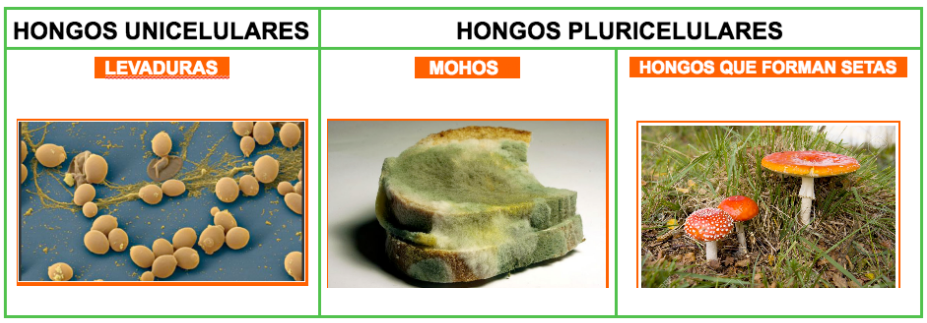 HONGOS UNICELULARES
HONGOS PLURICELULARES
LEVADURAS
MOHOS
HONGOS QUE FORMAN SETAS